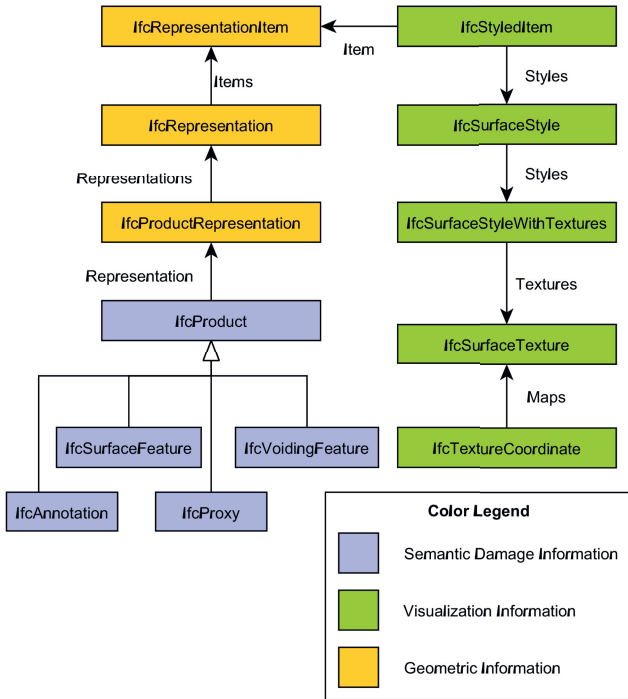 IfcRepresentationItem
IfcStyledItem
Item
Items
Styles
IfcRepresentation
IfcSurfaceStyle
Representations
Styles
IfcProductRepresentation
IfcSurfaceStyleWithTextures
Representation
Textures
IfcProduct
IfcSurfaceTexture
Maps
IfcSurfaceFeature
IfcVoidingFeature
IfcTextureCoordinate
IfcAnnotation
IfcProxy
Color Legend
Semantic Damage Information
Visualization Information
Geometric Information